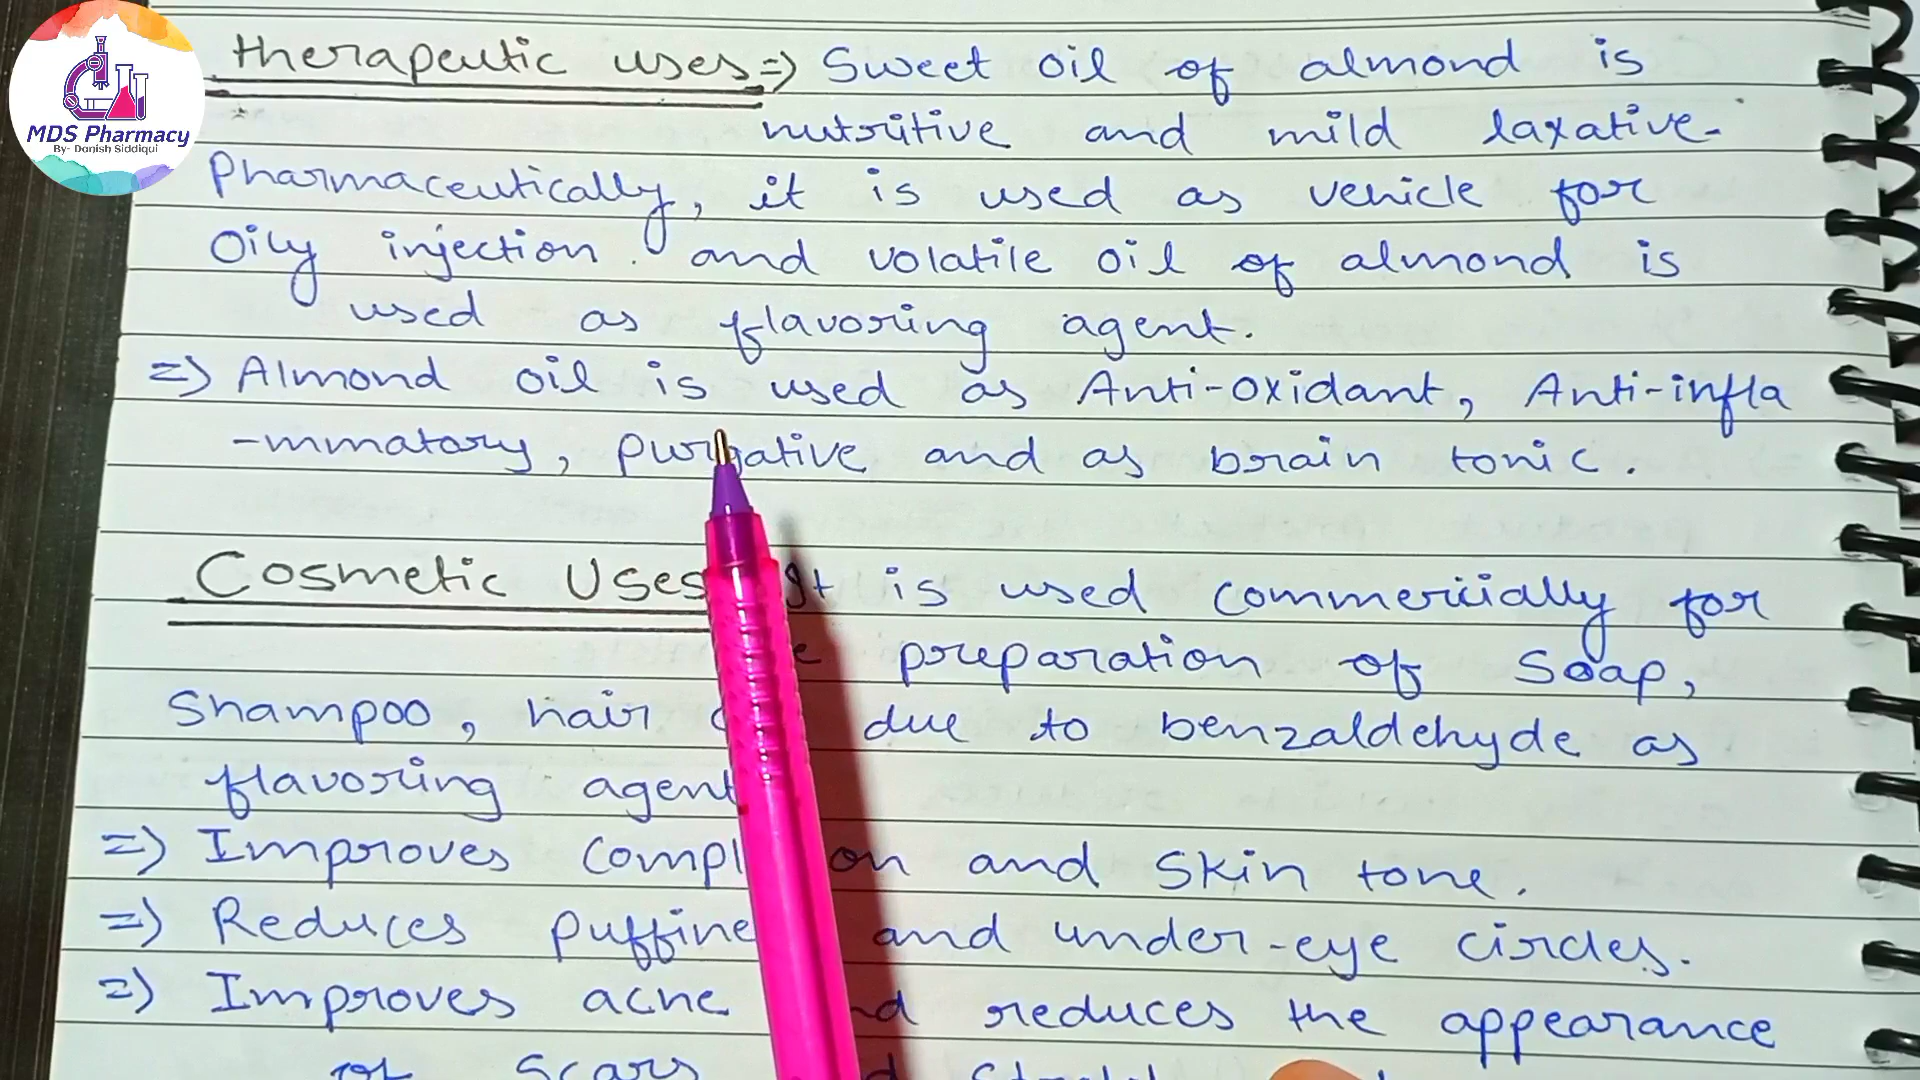 MDS Pharmacy
By- Danish Siddiqui
therapeutic uses => Sweet oil of almond is
nutritive and mild laxative.
Pharmaceutically, it is used as vehicle for
Oily injection. and volatile oil of almond is
used as flavoring agent.
=> Almond oil is used as Anti-oxidant, Anti-infla
-mmatory, purgative and as brain tonic.
Cosmetic Uses It is used commercially for
preparation of Soap,
Shampoo, hair due to benzaldehyde as
flavoring agent
=> Improves and Skin tone.
=> Reduces and under-eye circles.
=> Improves acne reduces the appearance
of Scars